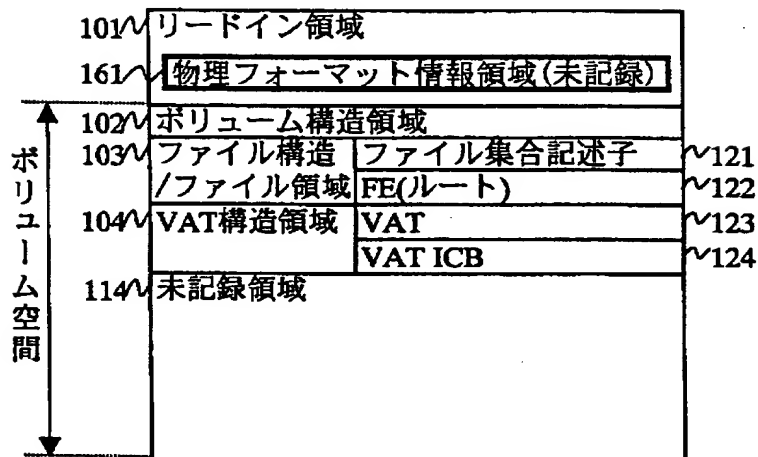 101 リードイン領域
161 物理フォーマット情報領域(未記録)
102 ボリューム構造領域
103 ファイル構造 ファイル集合記述子 121
/ファイル領域 FE(ルート) 122
104 VAT構造領域 VAT 123
VAT ICB 124
114 未記録領域
ボリューム空間